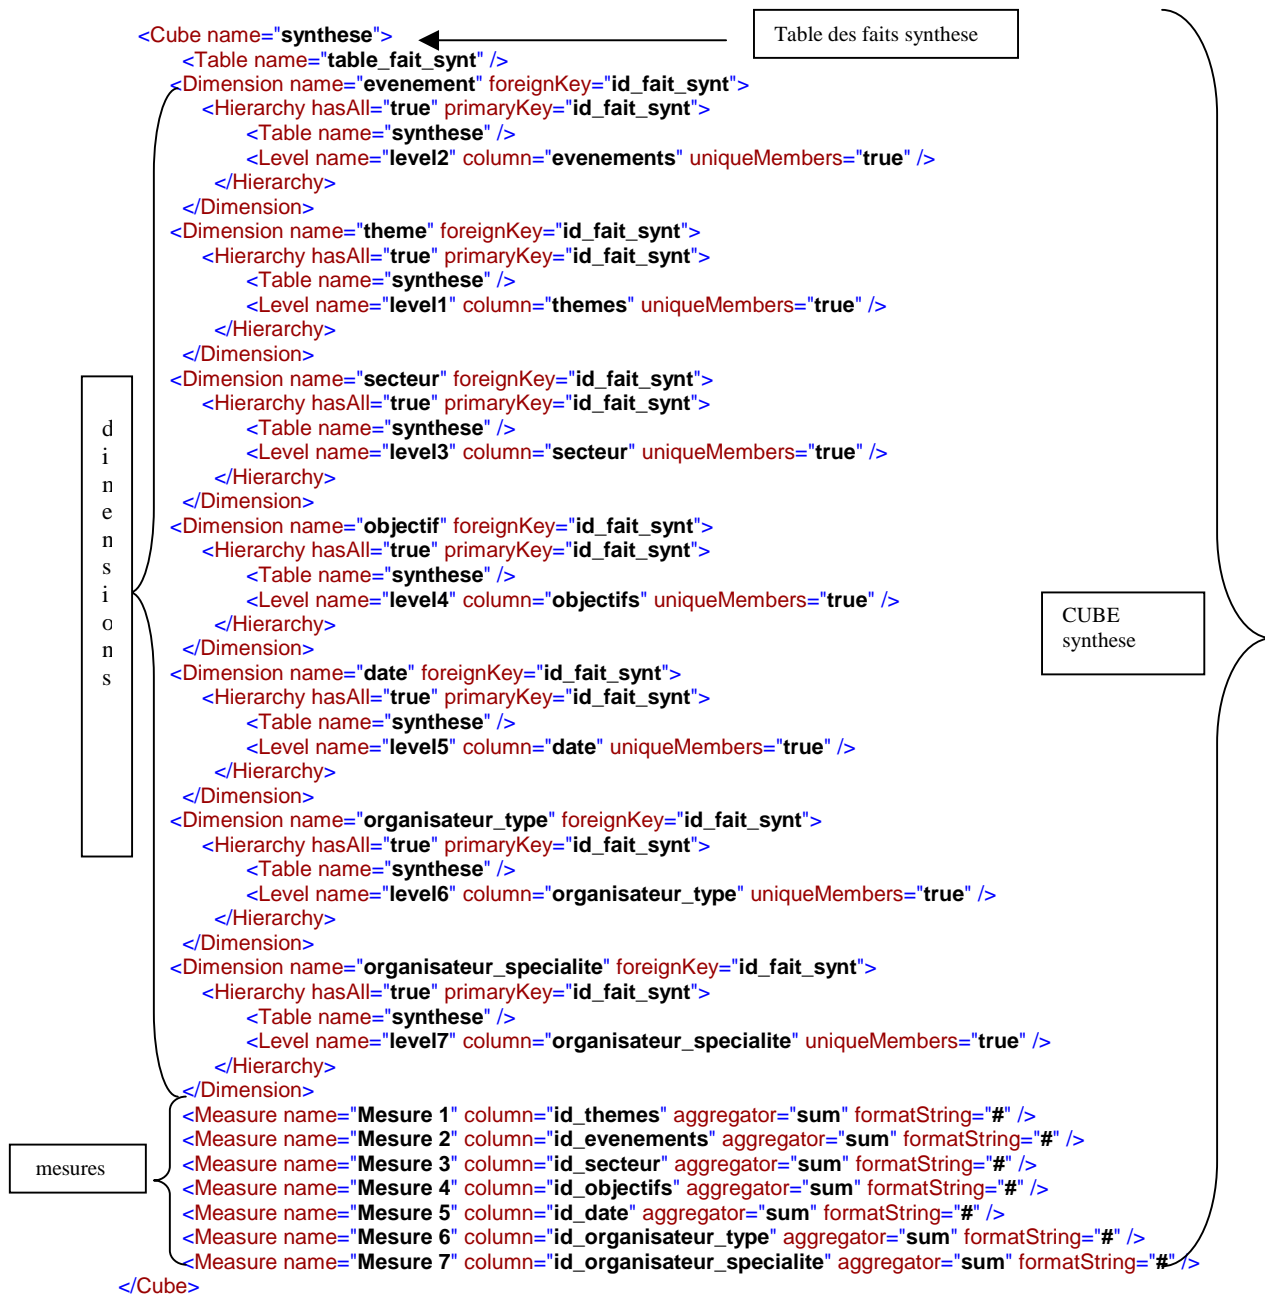 <Cube name="synthese">
Table des faits synthese
<Table name="table_fait_synt" />
<Dimension name="evenement" foreignKey="id_fait_synt">
<Hierarchy hasAll="true" primaryKey="id_fait_synt">
<Table name="synthese" />
<Level name="level2" column="evenements" uniqueMembers="true" />
</Hierarchy>
</Dimension>
<Dimension name="theme" foreignKey="id_fait_synt">
<Hierarchy hasAll="true" primaryKey="id_fait_synt">
<Table name="synthese" />
<Level name="level1" column="themes" uniqueMembers="true" />
</Hierarchy>
</Dimension>
<Dimension name="secteur" foreignKey="id_fait_synt">
<Hierarchy hasAll="true" primaryKey="id_fait_synt">
<Table name="synthese" />
<Level name="level3" column="secteur" uniqueMembers="true" />
</Hierarchy>
</Dimension>
<Dimension name="objectif" foreignKey="id_fait_synt">
<Hierarchy hasAll="true" primaryKey="id_fait_synt">
<Table name="synthese" />
<Level name="level4" column="objectifs" uniqueMembers="true" />
</Hierarchy>
</Dimension>
<Dimension name="date" foreignKey="id_fait_synt">
<Hierarchy hasAll="true" primaryKey="id_fait_synt">
<Table name="synthese" />
<Level name="level5" column="date" uniqueMembers="true" />
</Hierarchy>
</Dimension>
<Dimension name="organisateur_type" foreignKey="id_fait_synt">
<Hierarchy hasAll="true" primaryKey="id_fait_synt">
<Table name="synthese" />
<Level name="level6" column="organisateur_type" uniqueMembers="true" />
</Hierarchy>
</Dimension>
<Dimension name="organisateur_specialite" foreignKey="id_fait_synt">
<Hierarchy hasAll="true" primaryKey="id_fait_synt">
<Table name="synthese" />
<Level name="level7" column="organisateur_specialite" uniqueMembers="true" />
</Hierarchy>
</Dimension>
<Measure name="Mesure 1" column="id_themes" aggregator="sum" formatString="#" />
<Measure name="Mesure 2" column="id_evenements" aggregator="sum" formatString="#" />
<Measure name="Mesure 3" column="id_secteur" aggregator="sum" formatString="#" />
<Measure name="Mesure 4" column="id_objectifs" aggregator="sum" formatString="#" />
<Measure name="Mesure 5" column="id_date" aggregator="sum" formatString="#" />
<Measure name="Mesure 6" column="id_organisateur_type" aggregator="sum" formatString="#" />
<Measure name="Mesure 7" column="id_organisateur_specialite" aggregator="sum" formatString="#" />
</Cube>
d
i
n
e
n
s
i
o
n
s
mesures
CUBE
synthese